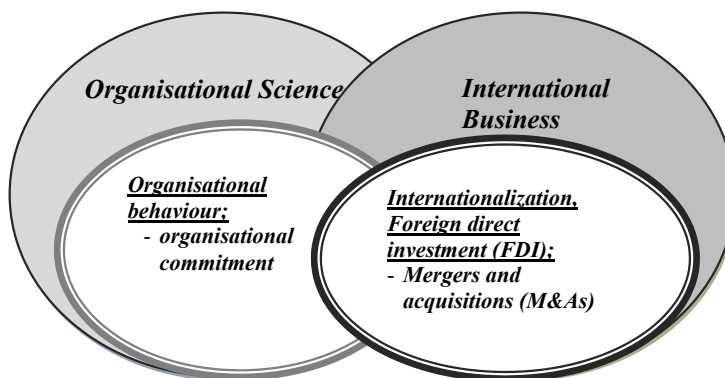 Organisational Science
International
Business
Organisational
behaviour;
- organisational
commitment
Internationalization,
Foreign direct
investment (FDI);
- Mergers and
acquisitions (M&As)